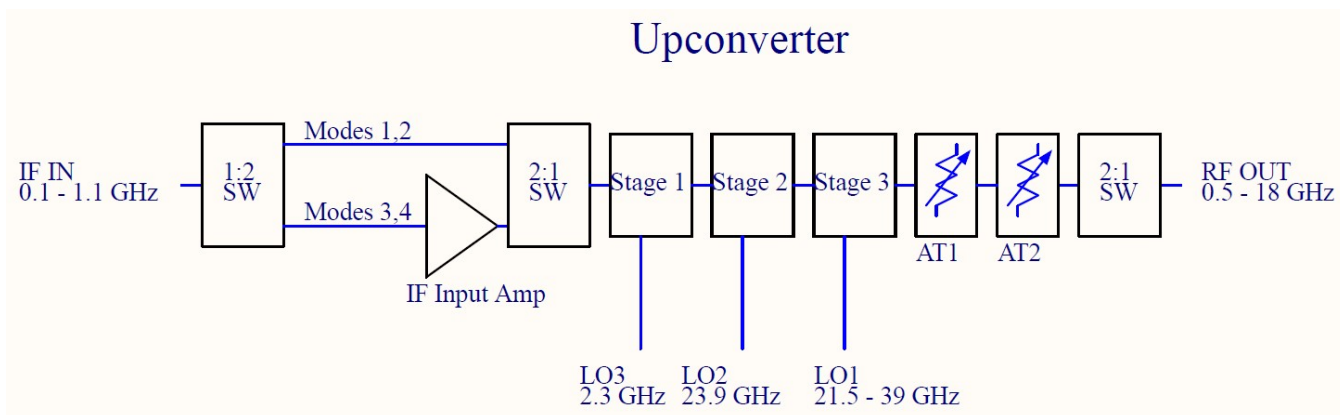 Upconverter
IF IN
0.1 - 1.1 GHz
1:2
SW
Modes 1,2
Modes 3,4
IF Input Amp
2:1
SW
Stage 1
Stage 2
Stage 3
AT1
AT2
2:1
SW
RF OUT
0.5 - 18 GHz
LO3
2.3 GHz
LO2
23.9 GHz
LO1
21.5 - 39 GHz